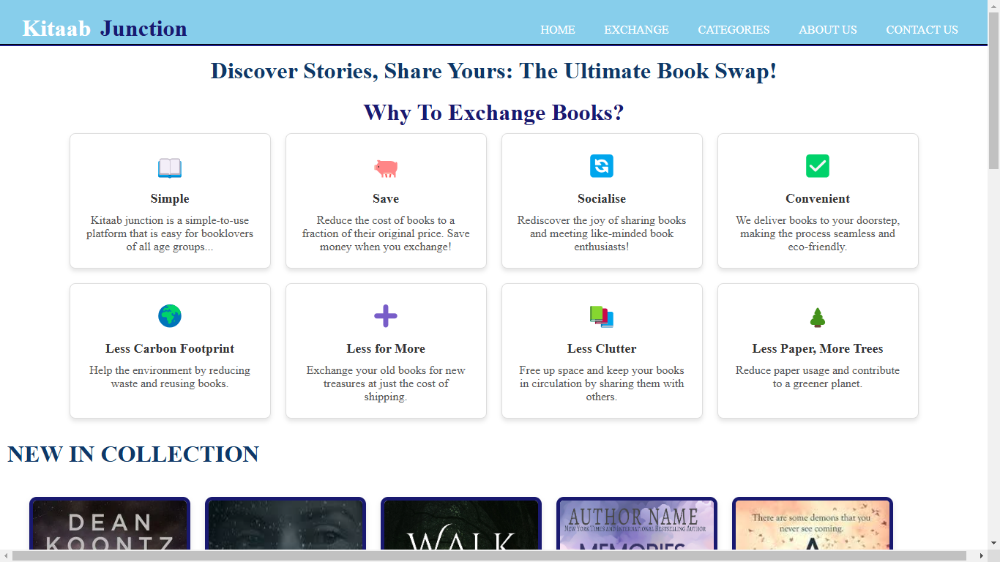 Kitaab Junction
HOME EXCHANGE CATEGORIES ABOUT US CONTACT US
Discover Stories, Share Yours: The Ultimate Book Swap!
Why To Exchange Books?
Simple
Kitaab junction is a simple-to-use
platform that is easy for booklovers
of all age groups...
Save
Reduce the cost of books to a
fraction of their original price. Save
money when you exchange!
Socialise
Rediscover the joy of sharing books
and meeting like-minded book
enthusiasts!
Convenient
We deliver books to your doorstep,
making the process seamless and
eco-friendly.
Less Carbon Footprint
Help the environment by reducing
waste and reusing books.
Less for More
Exchange your old books for new
treasures at just the cost of
shipping.
Less Clutter
Free up space and keep your books
in circulation by sharing them with
others.
Less Paper, More Trees
Reduce paper usage and contribute
to a greener planet.
NEW IN COLLECTION
DEAN
KOONTZ
WALK
AUTHOR NAME
NEW YORK TIMES AND INTERNATIONAL BESTSELLING AUTHOR
MEMORIES
There are some demons that you
never see coming.
A